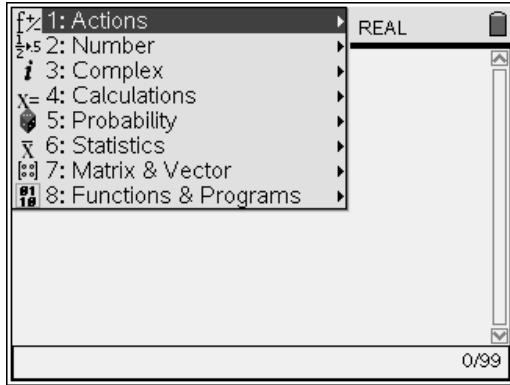 1: Actions
REAL
2: Number
3: Complex
4: Calculations
5: Probability
6: Statistics
7: Matrix & Vector
8: Functions & Programs
0/99